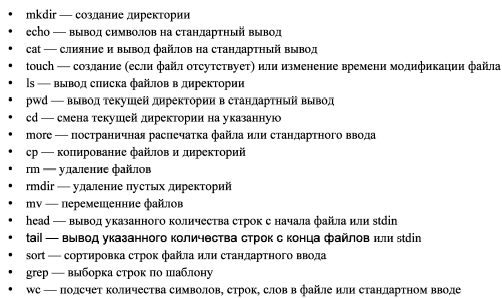 • mkdir — создание директории
• echo — вывод символов на стандартный вывод
• cat — слияние и вывод файлов на стандартный вывод
• touch — создание (если файл отсутствует) или изменение времени модификации файла
• ls — вывод списка файлов в директории
• pwd — вывод текущей директории в стандартный вывод
• cd — смена текущей директории на указанную
• more — постраничная распечатка файла или стандартного ввода
• cp — копирование файлов и директорий
• rm — удаление файлов
• rmdir — удаление пустых директорий
• mv — перемещенние файлов
• head — вывод указанного количества строк с начала файла или stdin
• tail — вывод указанного количества строк с конца файлов или stdin
• sort — сортировка строк файла или стандартного ввода
• grep — выборка строк по шаблону
• wc — подсчет количества символов, строк, слов в файле или стандартном вводе